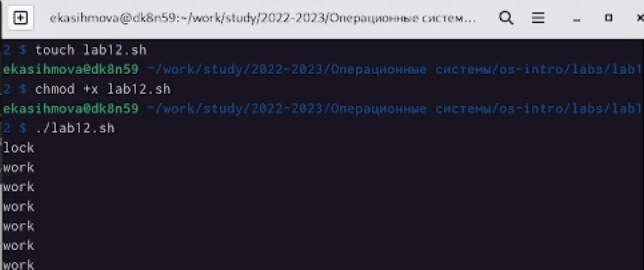 ekasihmova@dk8n59:~/work/study/2022-2023/Операционные систем...
2 $ touch lab12.sh
ekasihmova@dk8n59 ~/work/study/2022-2023/Операционные системы/os-intro/labs/lab1
2 $ chmod +x lab12.sh
ekasihmova@dk8n59 ~/work/study/2022-2023/Операционные системы/os-intro/labs/lab1
2 $ ./lab12.sh
lock
work
work
work
work
work
work